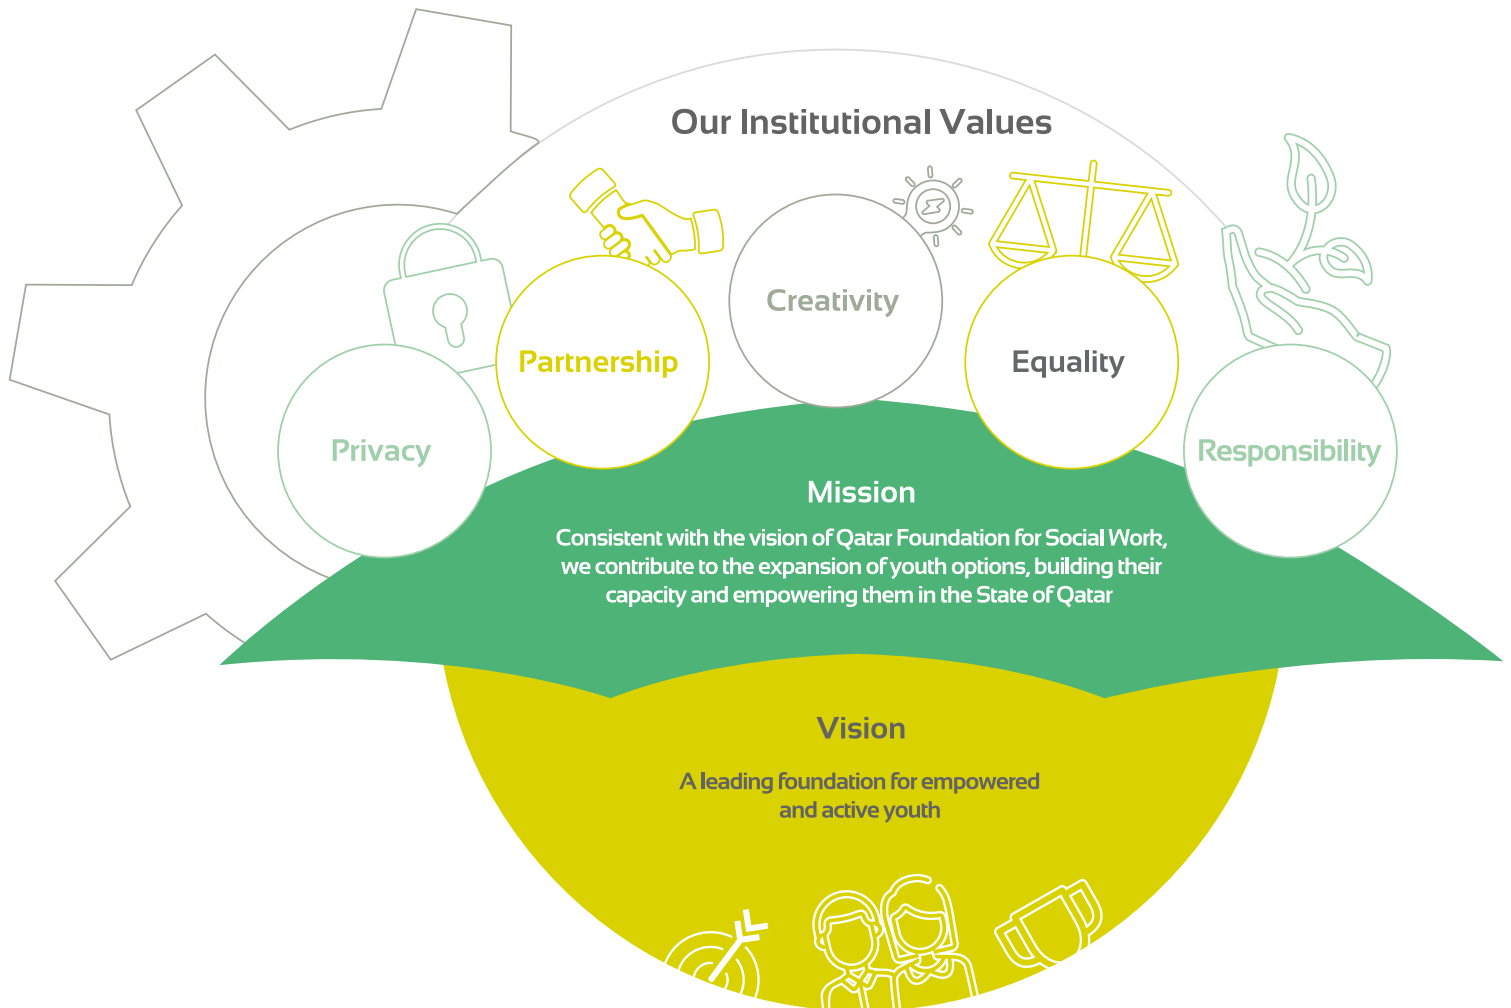 Our Institutional Values
Creativity
Partnership
Equality
Privacy
Responsibility
Mission
Consistent with the vision of Qatar Foundation for Social Work,
we contribute to the expansion of youth options, building their
capacity and empowering them in the State of Qatar
Vision
A leading foundation for empowered
and active youth